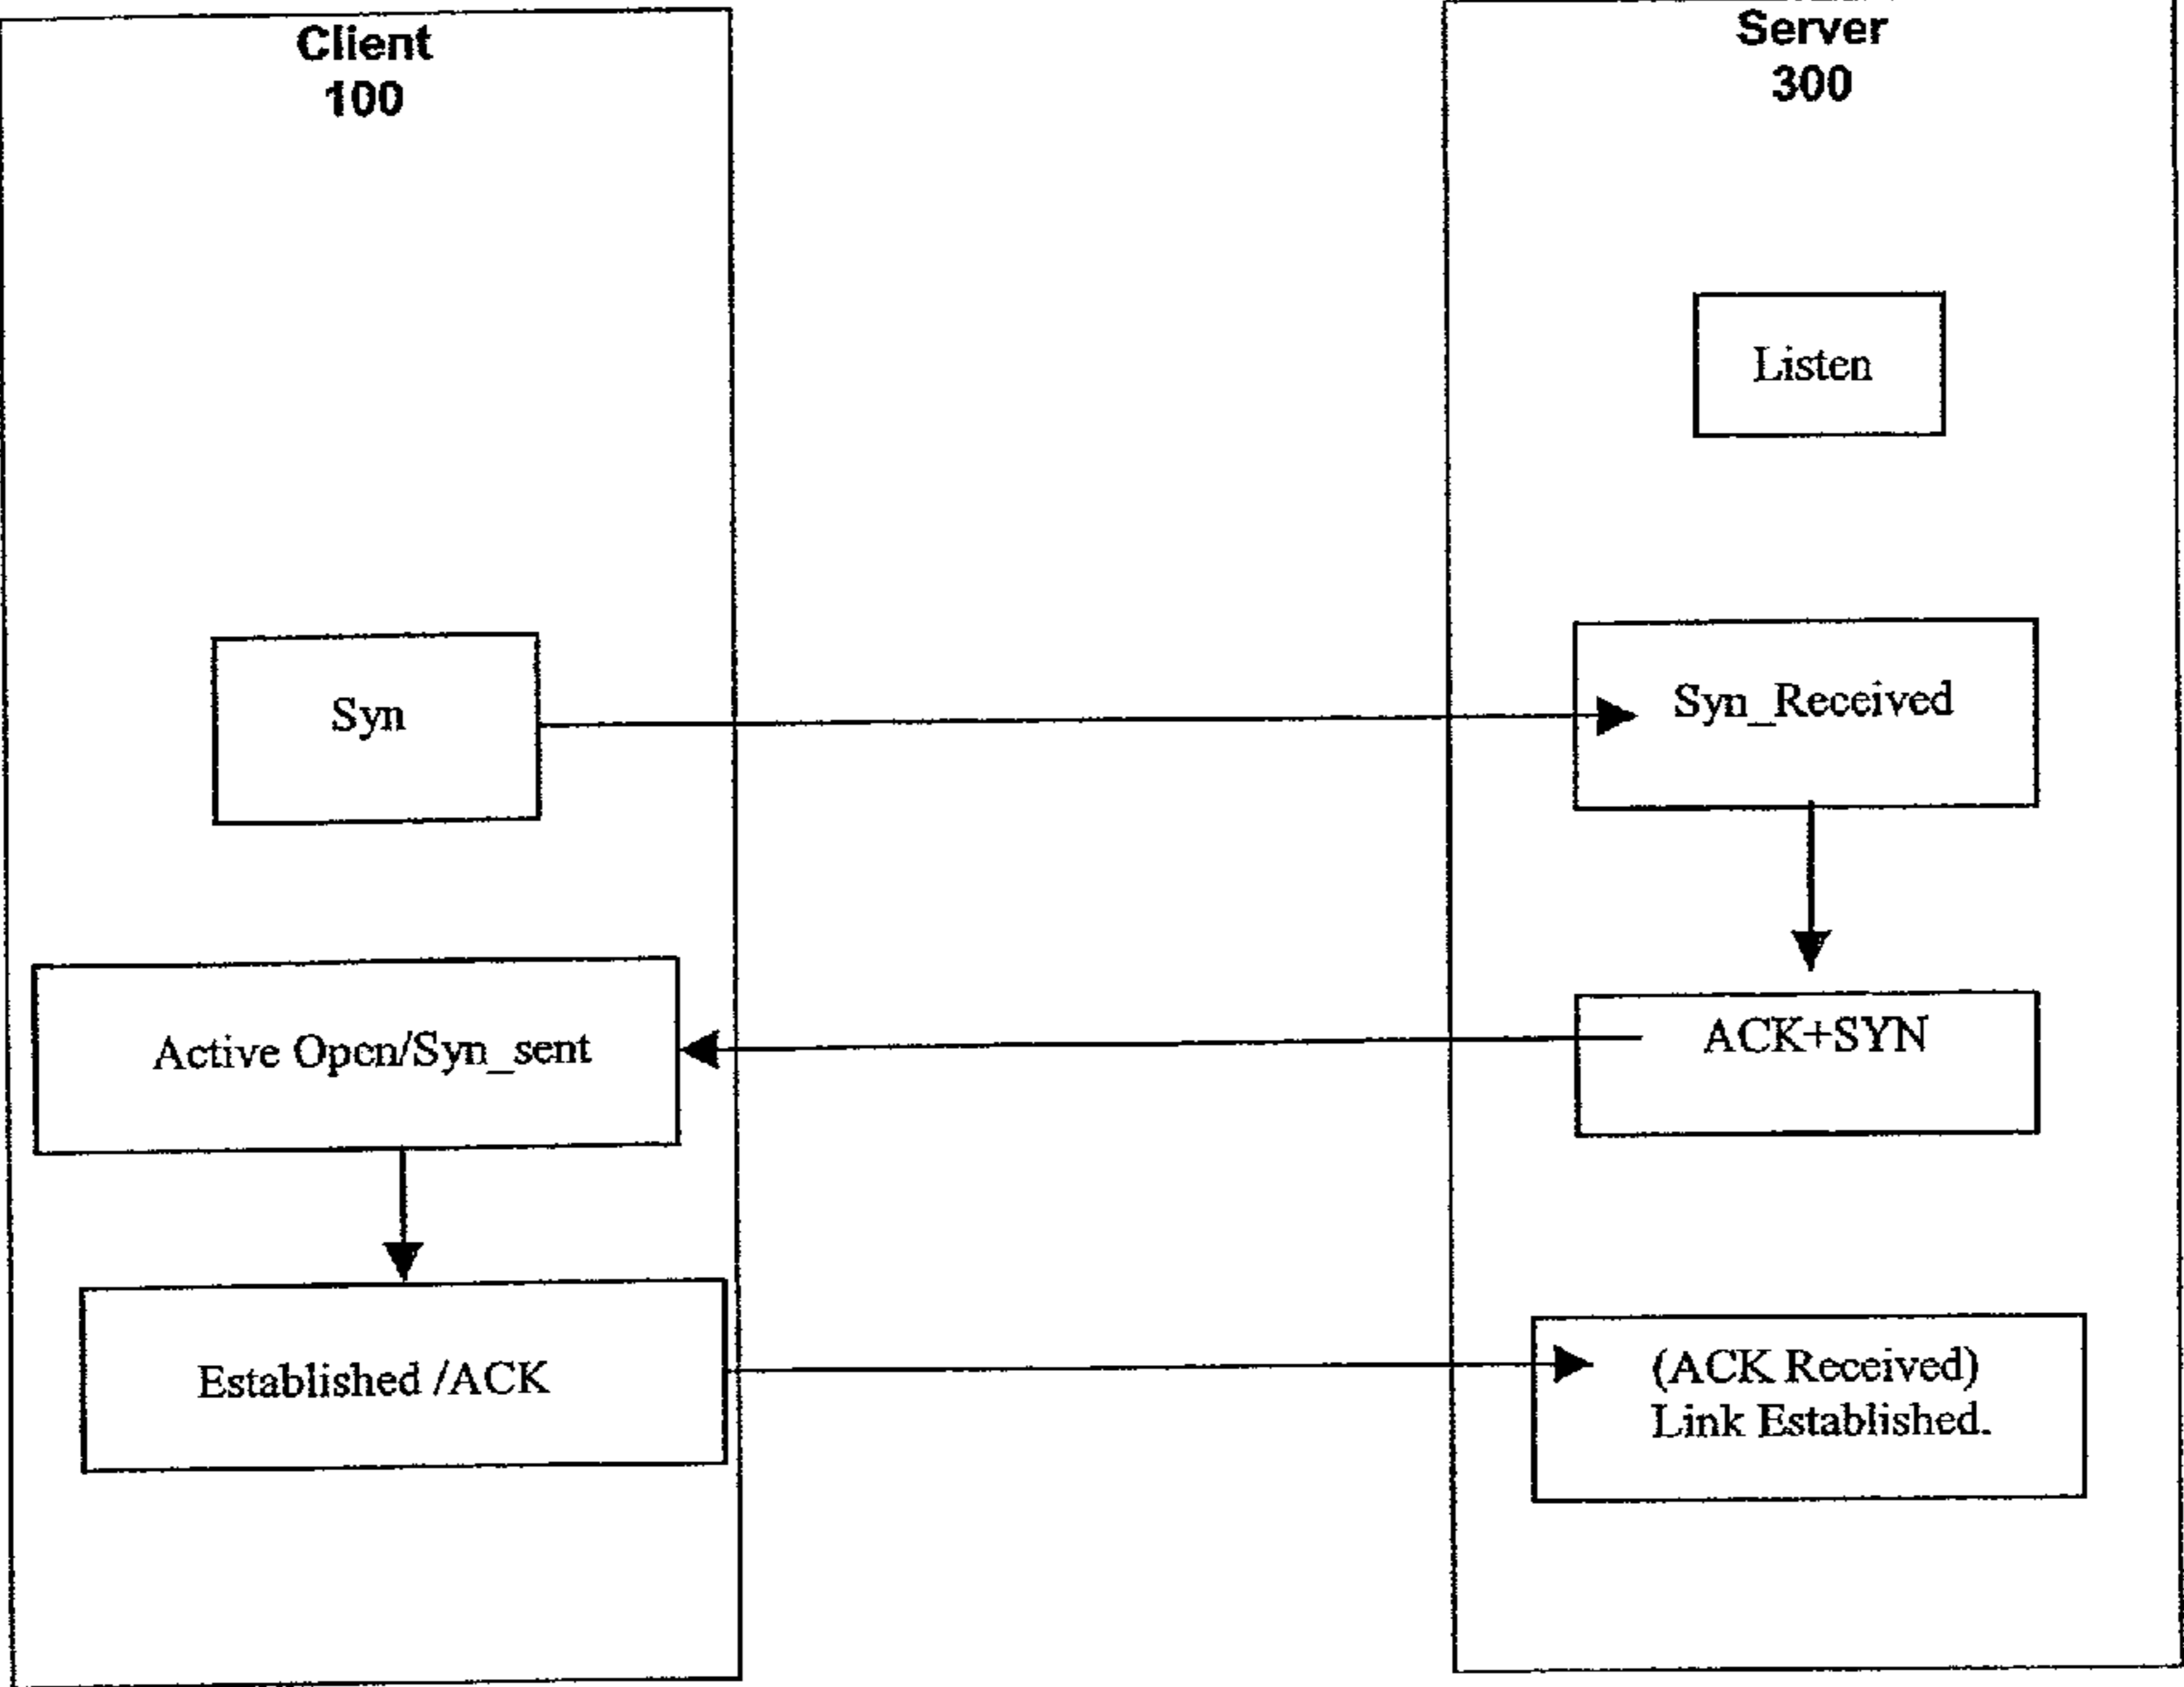 Client
100
Server
300
Listen
Syn
Syn_Received
Active Open/Syn_sent
ACK+SYN
Established /ACK
(ACK Received)
Link Established.